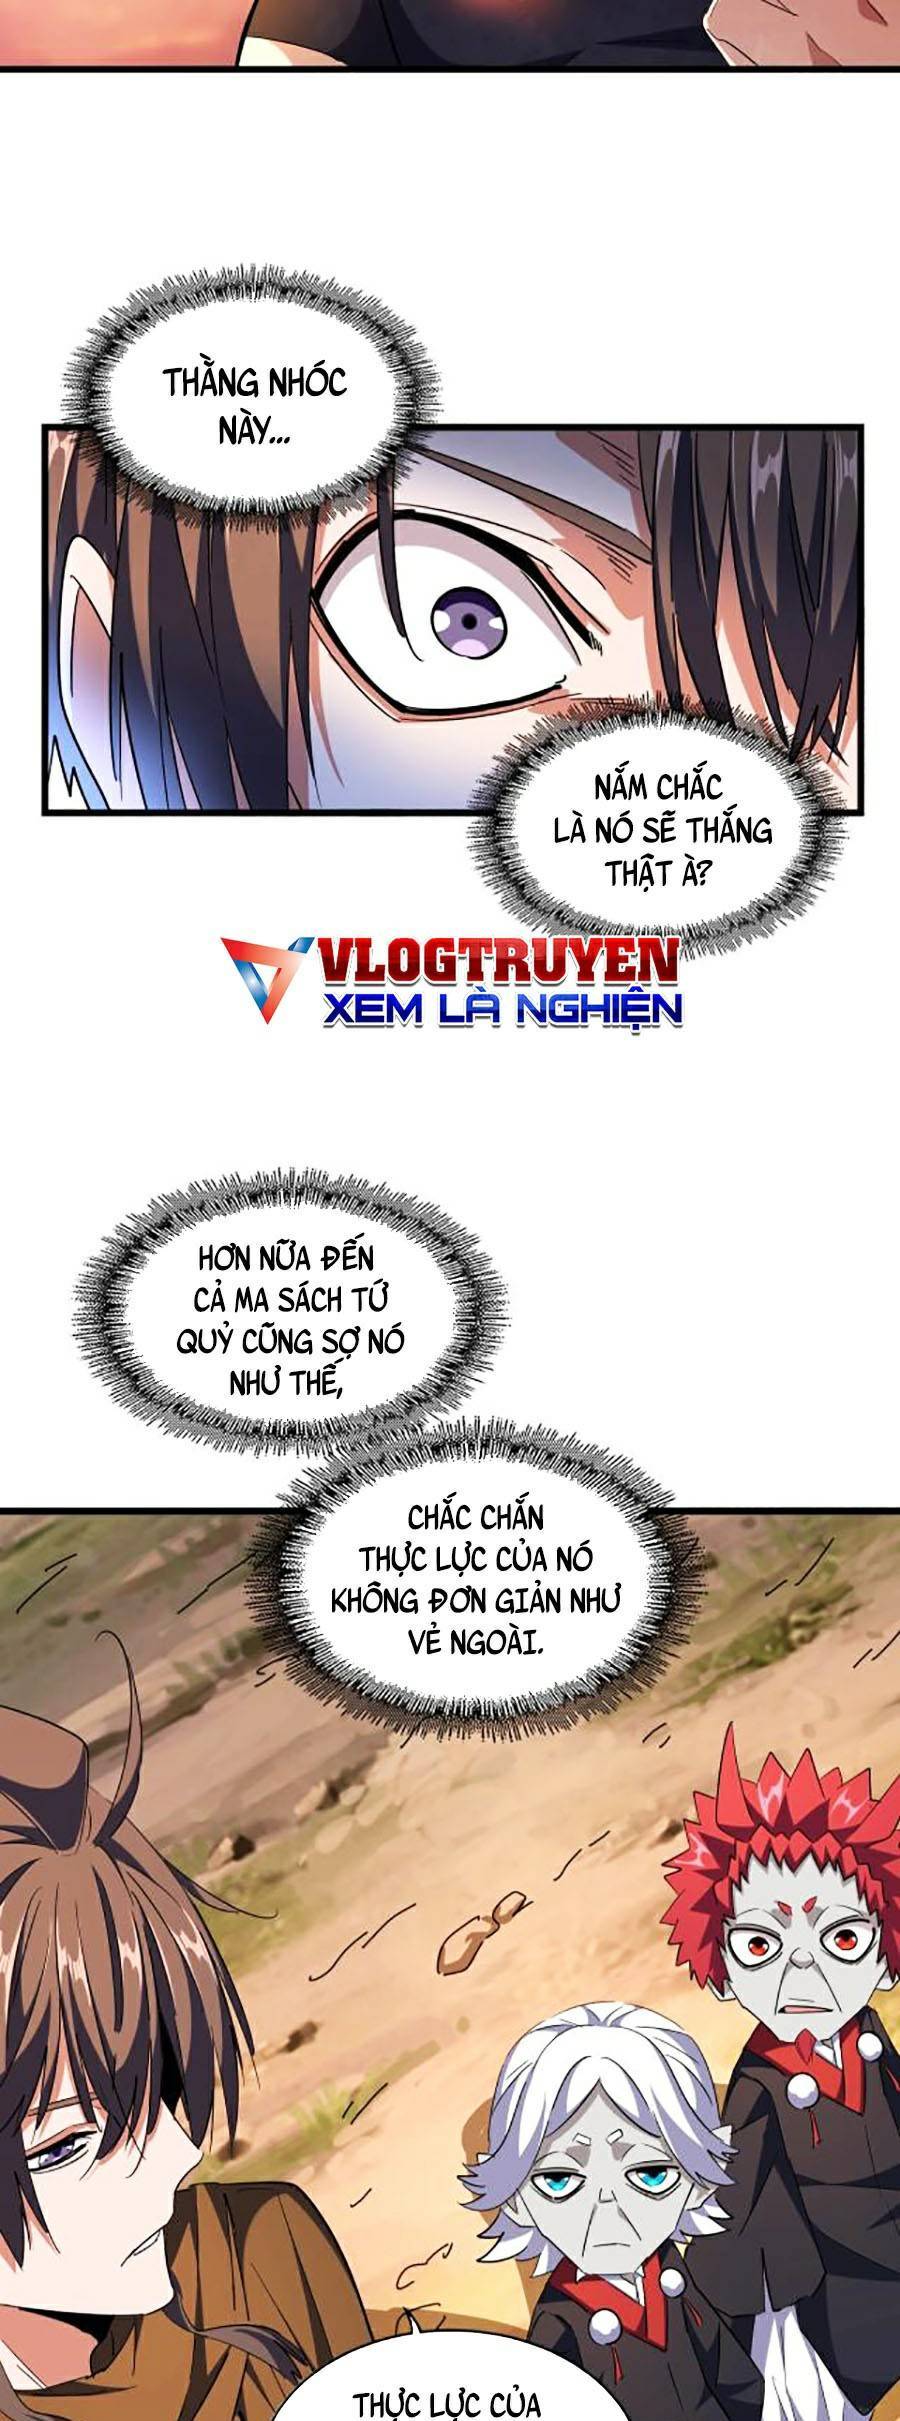 THẰNG NHÓC
NÀY...
NẮM CHẮC
LÀ NÓ SẼ THẮNG
THẬT À?
VLOGTRUYEN
XEM LÀ NGHIỆN
HƠN NỮA ĐẾN
CẢ MA SÁCH TỨ
QUỶ CŨNG SỢ NÓ
NHƯ THẾ,
CHẮC CHẮN
THỰC LỰC CỦA NÓ
KHÔNG ĐƠN GIẢN NHƯ
VẺ NGOÀI.
THỰC LỰC CỦA